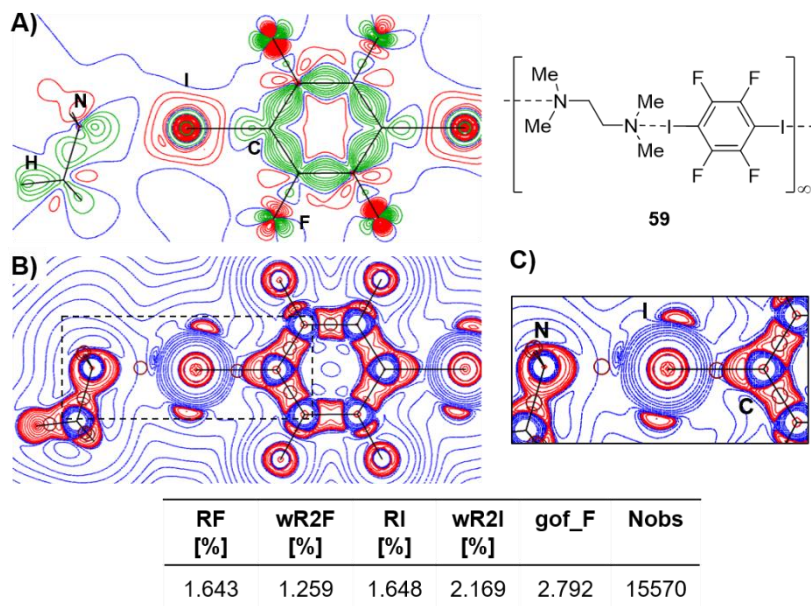 A)
I
N
H
C
F
Me
Me
N
N
Me
Me
F
F
I
I
F
F
∞
59
B)
C)
N
I
C
RF [%] wR2F [%] RI [%] wR2I [%] gof_F Nobs
1.643 1.259 1.648 2.169 2.792 15570